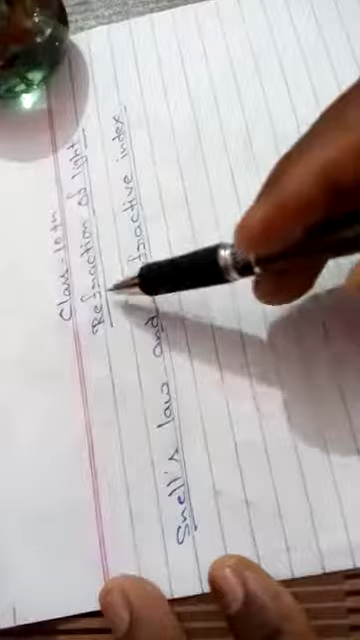 Class-10th
Refraction of light
Snell's law and refractive index